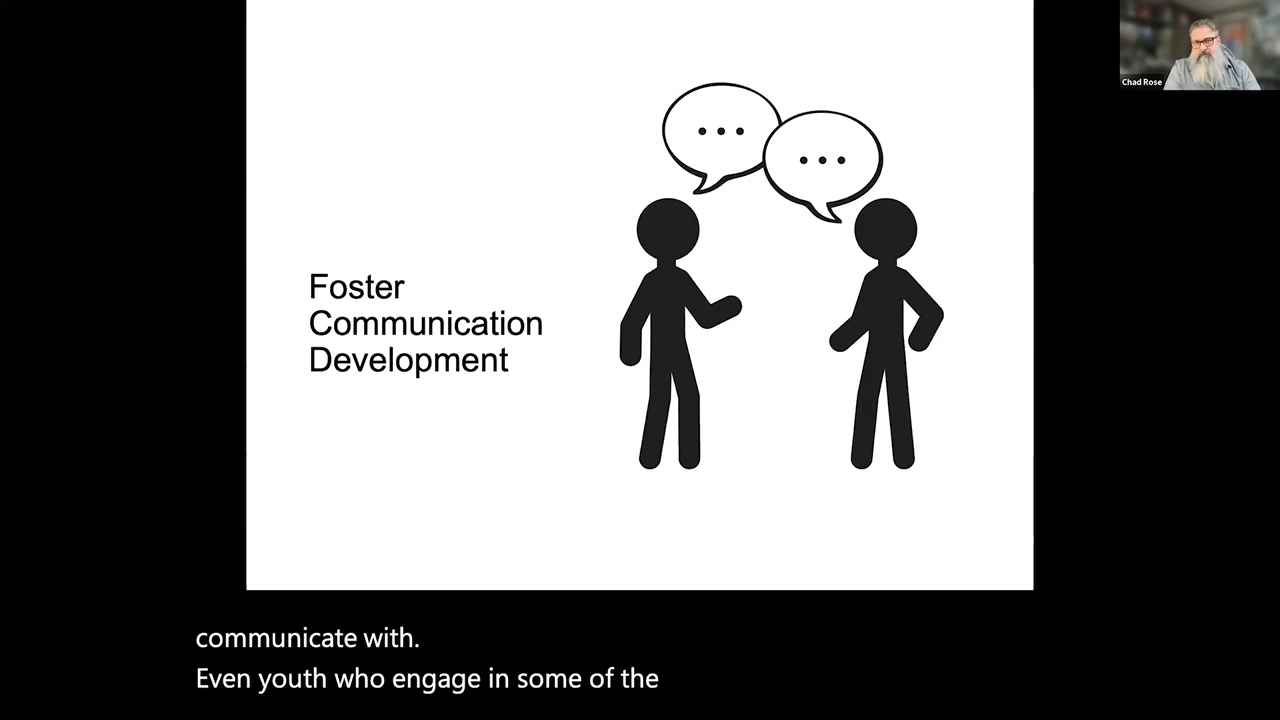 Chad Rose
Foster
Communication
Development
communicate with.
Even youth who engage in some of the